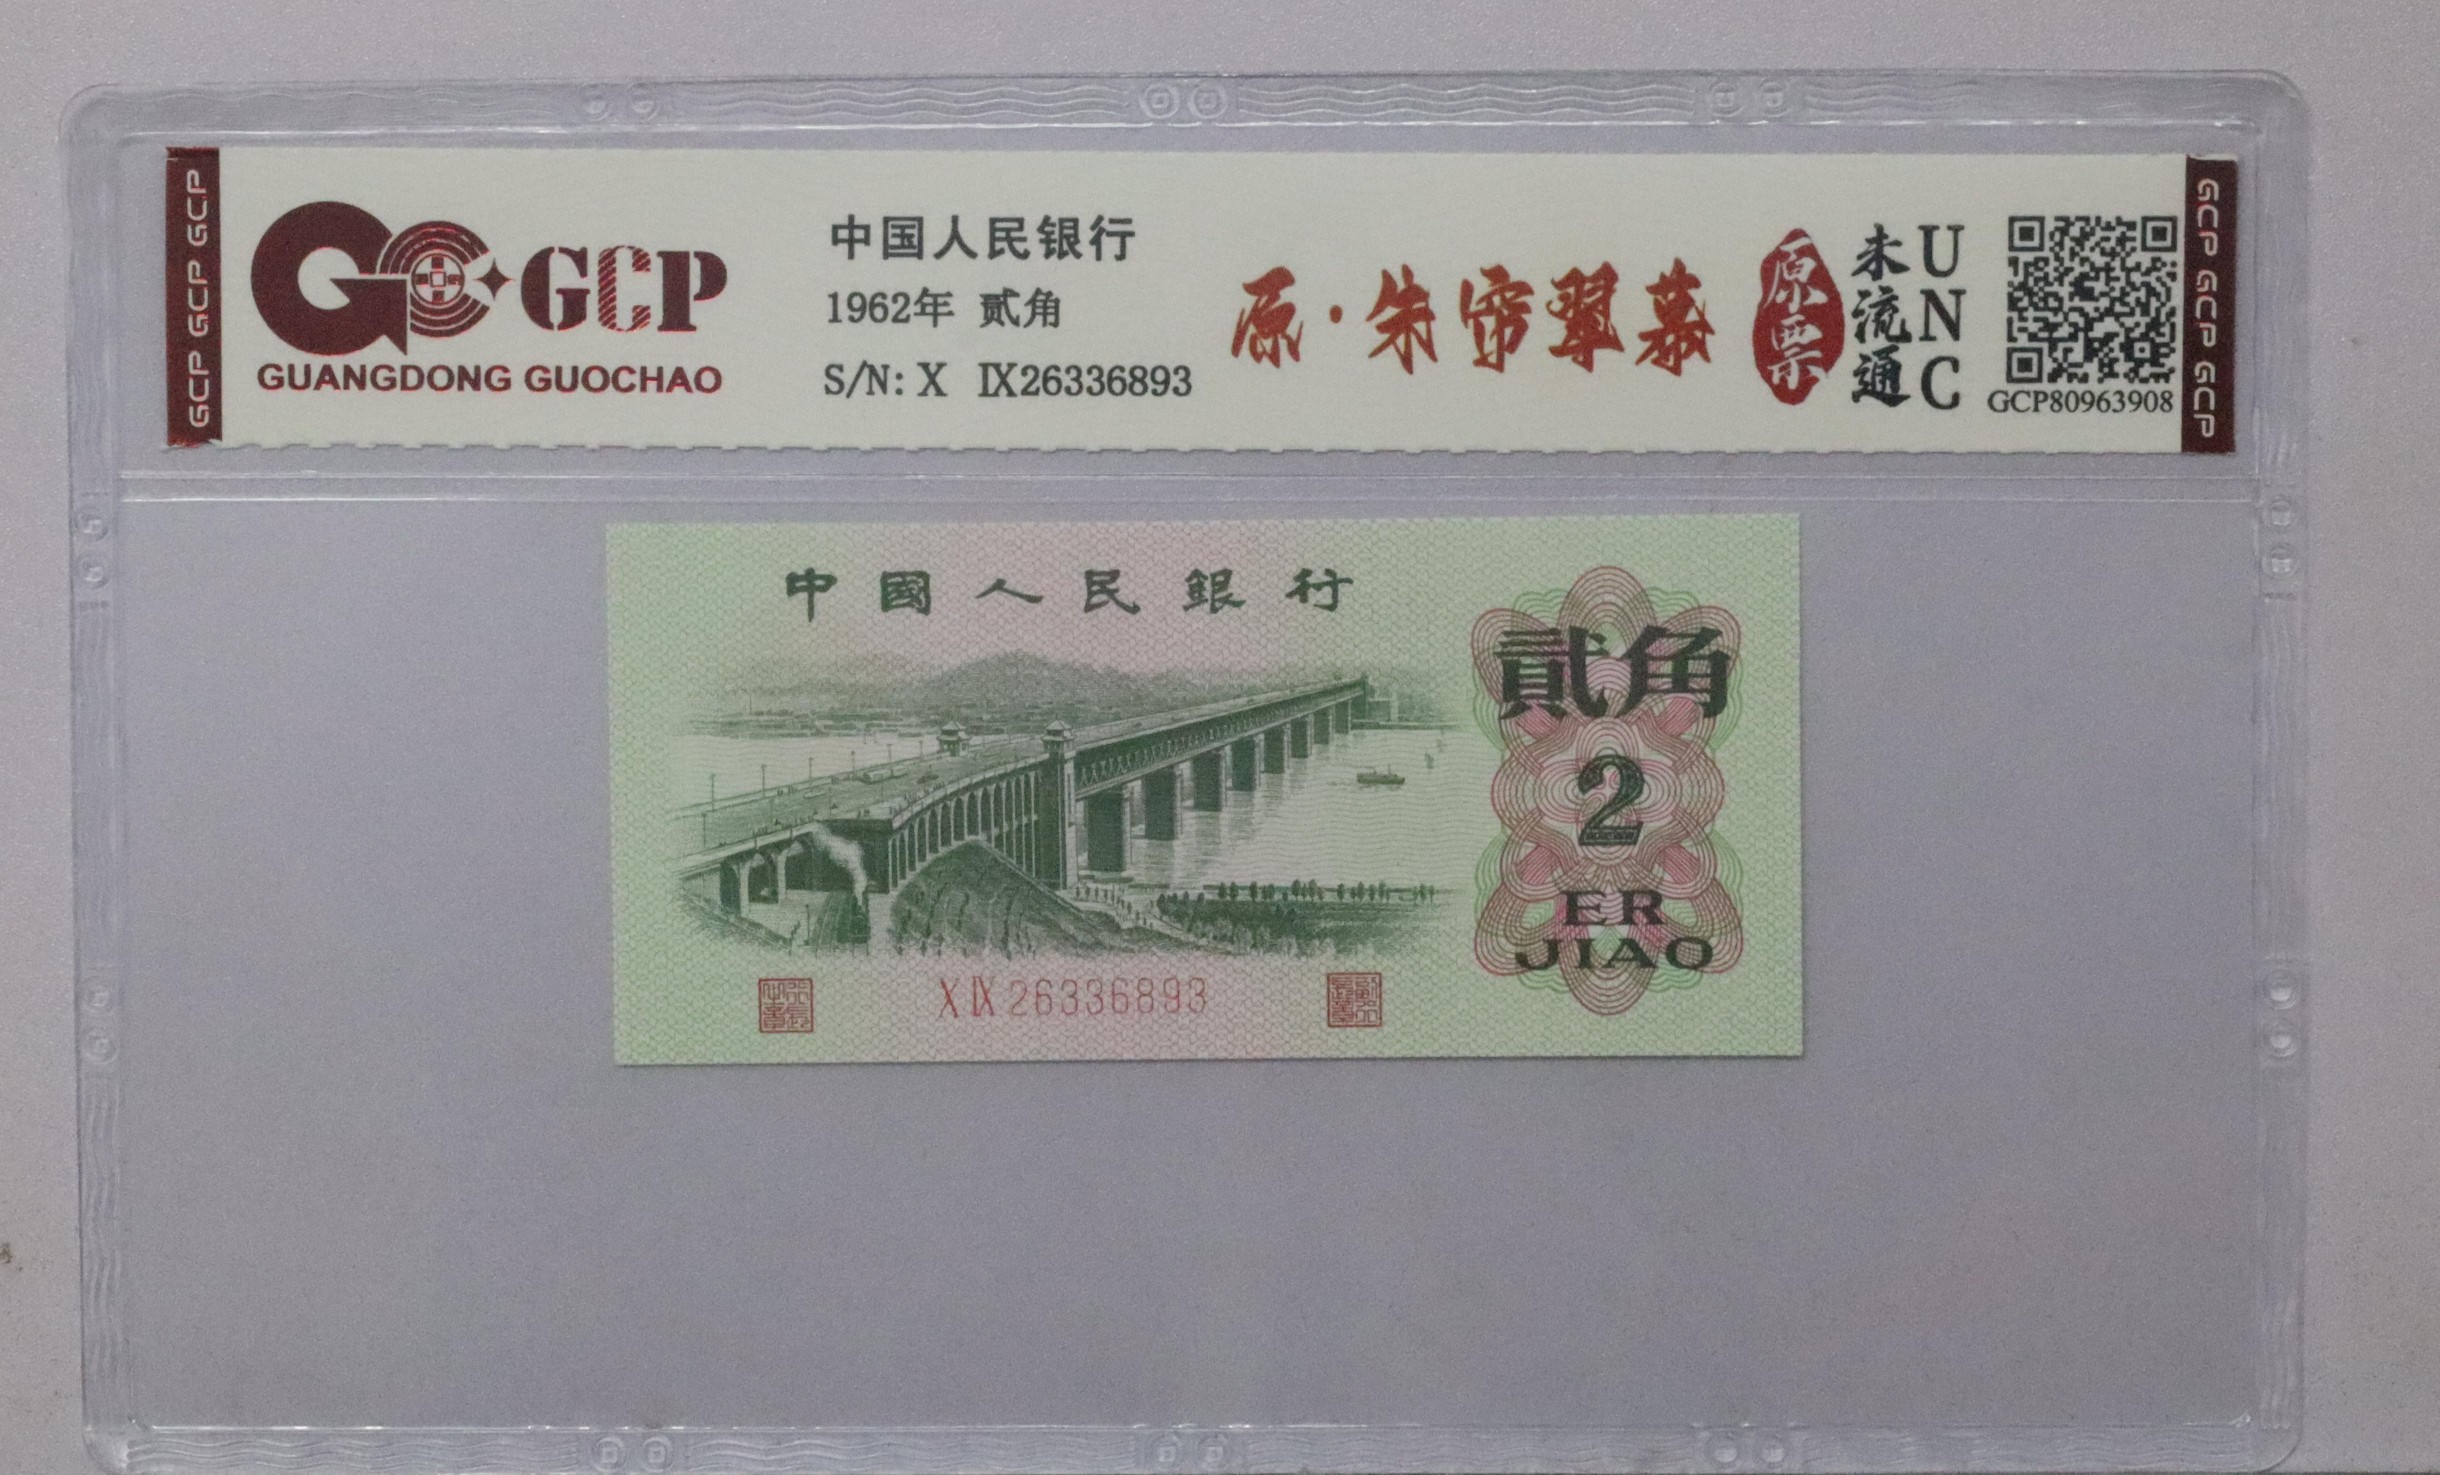 GCP GCP GCP
GCP
GUANGDONG GUOCHAO
中国人民银行
1962年 贰角
S/N: X IX26336893
原·朱帘翠幕
原票
未流通
UNC
GCP80963908
GCP GCP GCP
中國人民銀行
貳角
2
ER
JIAO
X IX 26336893